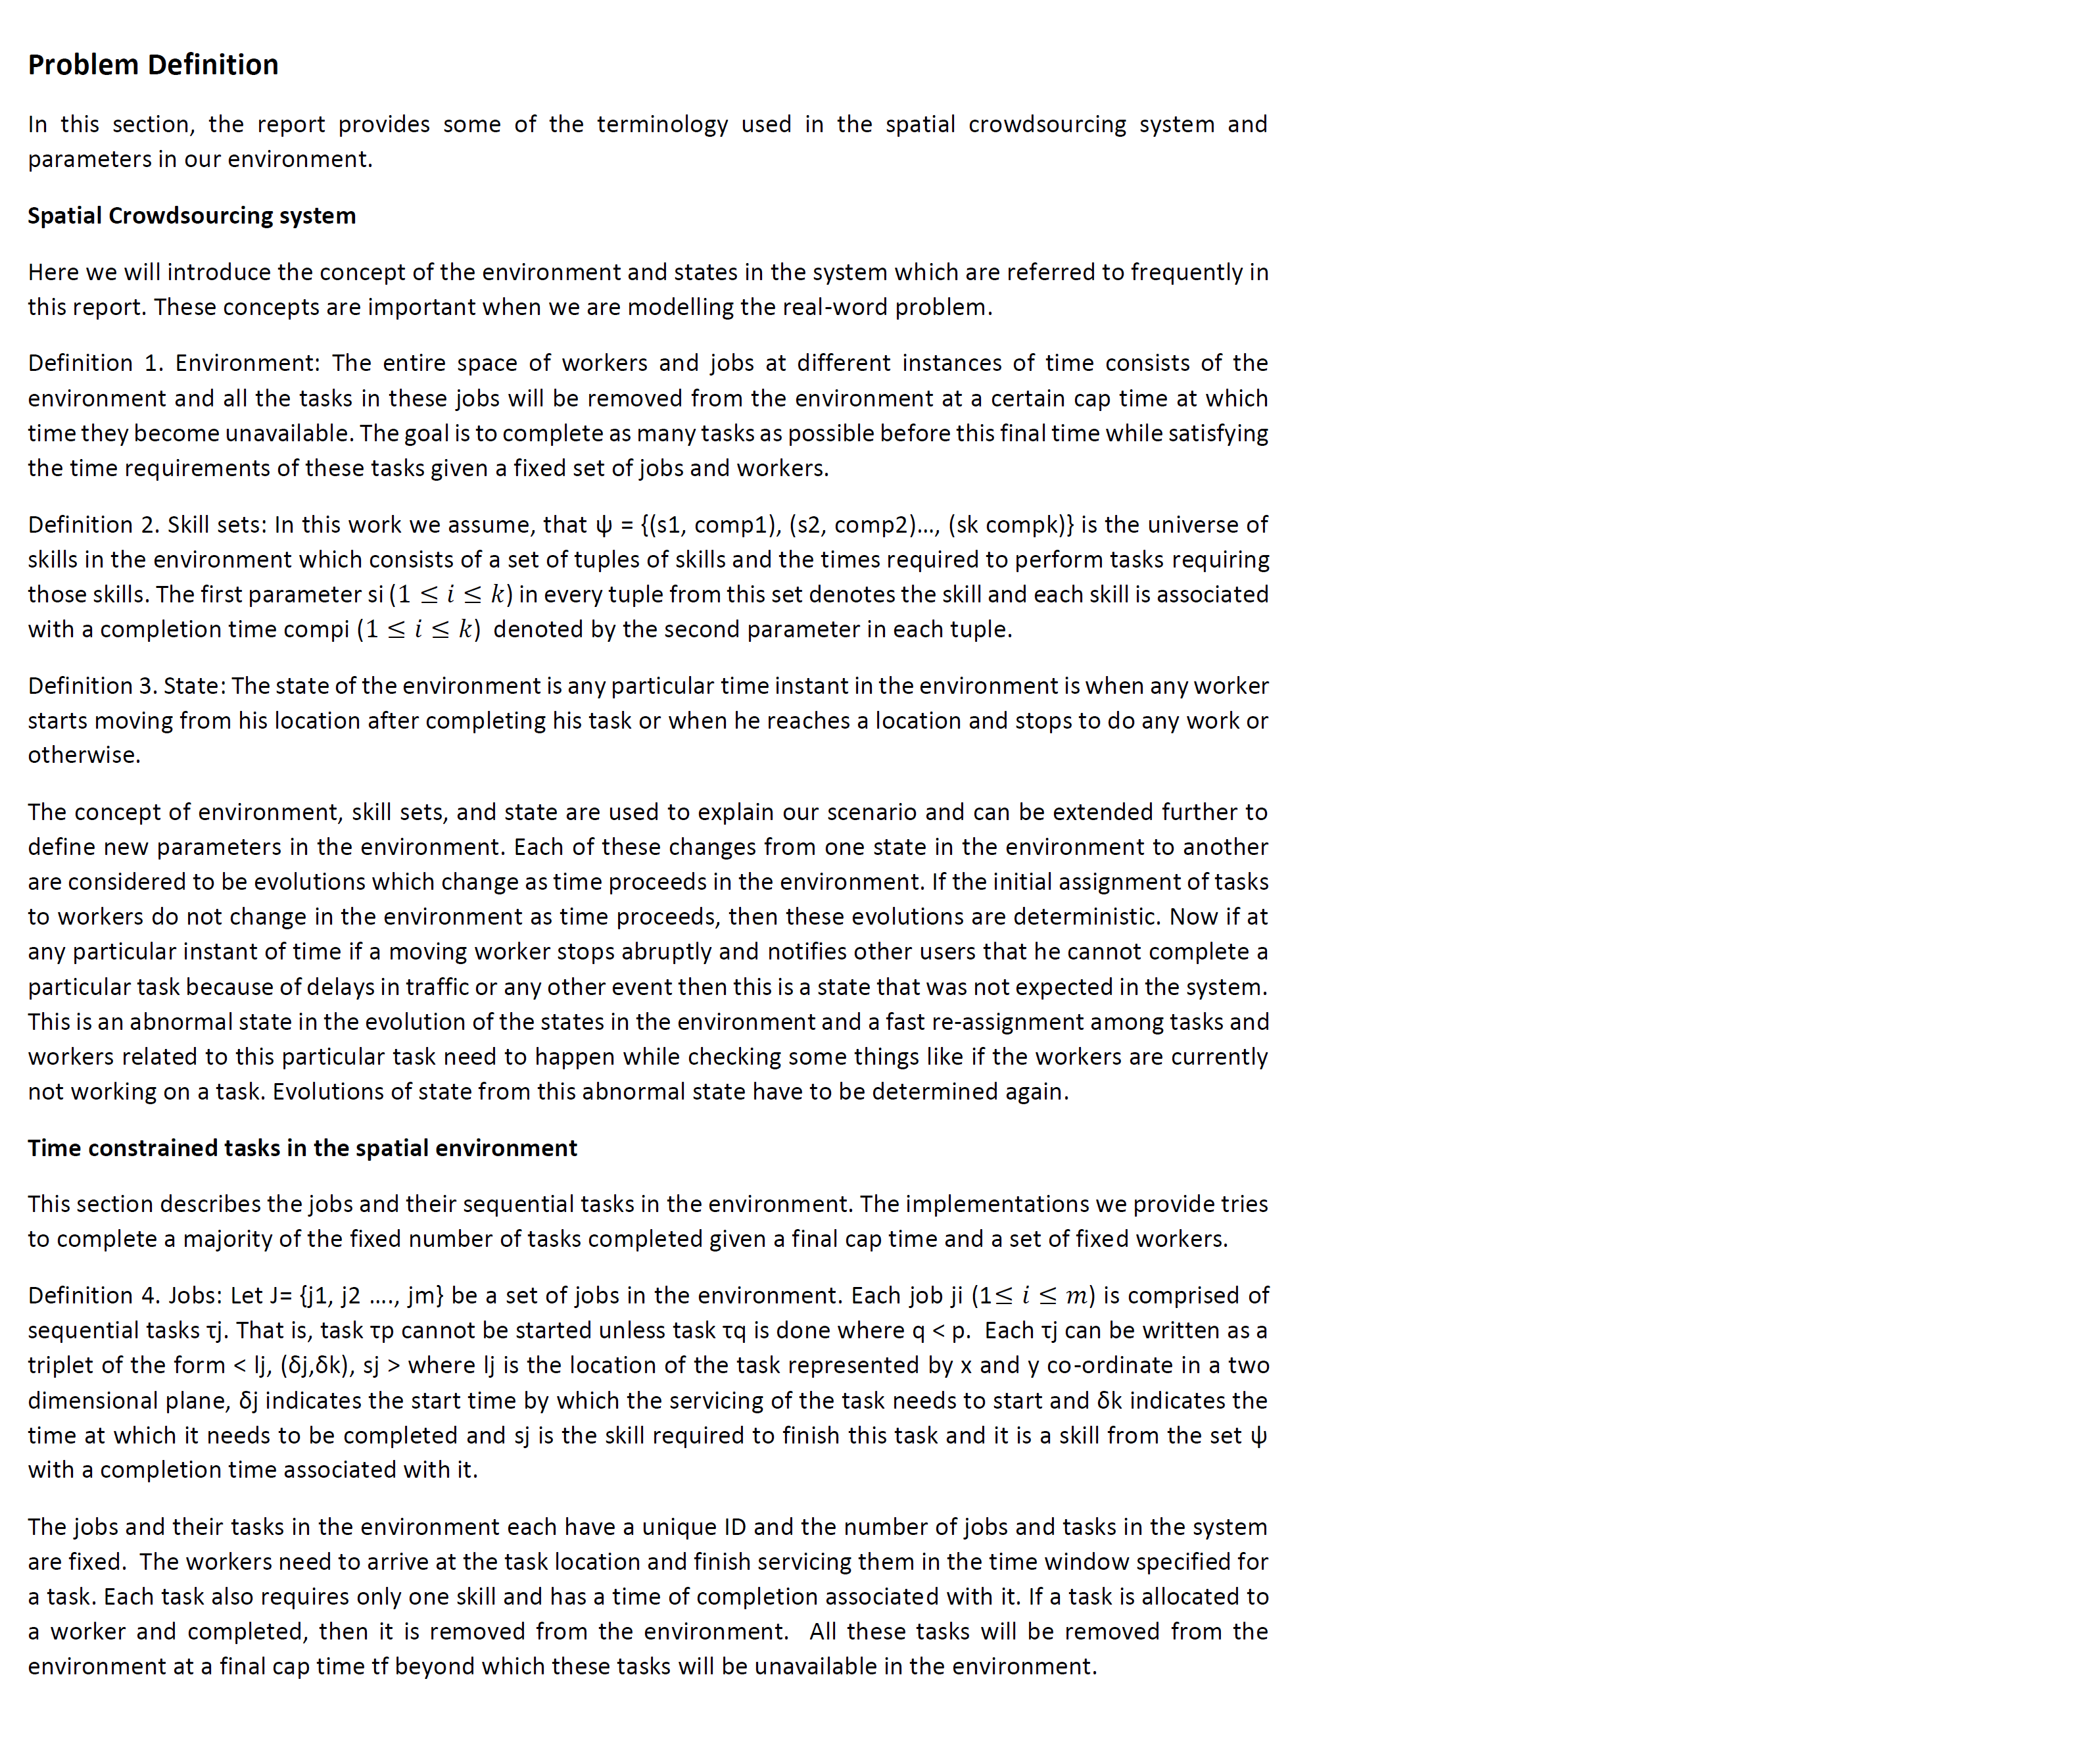 Problem Definition
In this section, the report provides some of the terminology used in the spatial crowdsourcing system and
parameters in our environment.
Spatial Crowdsourcing system
Here we will introduce the concept of the environment and states in the system which are referred to frequently in
this report. These concepts are important when we are modelling the real-word problem.
Definition 1. Environment: The entire space of workers and jobs at different instances of time consists of the
environment and all the tasks in these jobs will be removed from the environment at a certain cap time at which
time they become unavailable. The goal is to complete as many tasks as possible before this final time while satisfying
the time requirements of these tasks given a fixed set of jobs and workers.
Definition 2. Skill sets: In this work we assume, that ψ = {(s1, comp1), (s2, comp2)..., (sk compk)} is the universe of
skills in the environment which consists of a set of tuples of skills and the times required to perform tasks requiring
those skills. The first parameter si (1 ≤ i ≤ k) in every tuple from this set denotes the skill and each skill is associated
with a completion time compi (1 ≤ i ≤ k) denoted by the second parameter in each tuple.
Definition 3. State: The state of the environment is any particular time instant in the environment is when any worker
starts moving from his location after completing his task or when he reaches a location and stops to do any work or
otherwise.
The concept of environment, skill sets, and state are used to explain our scenario and can be extended further to
define new parameters in the environment. Each of these changes from one state in the environment to another
are considered to be evolutions which change as time proceeds in the environment. If the initial assignment of tasks
to workers do not change in the environment as time proceeds, then these evolutions are deterministic. Now if at
any particular instant of time if a moving worker stops abruptly and notifies other users that he cannot complete a
particular task because of delays in traffic or any other event then this is a state that was not expected in the system.
This is an abnormal state in the evolution of the states in the environment and a fast re-assignment among tasks and
workers related to this particular task need to happen while checking some things like if the workers are currently
not working on a task. Evolutions of state from this abnormal state have to be determined again.
Time constrained tasks in the spatial environment
This section describes the jobs and their sequential tasks in the environment. The implementations we provide tries
to complete a majority of the fixed number of tasks completed given a final cap time and a set of fixed workers.
Definition 4. Jobs: Let J= {j1, j2 ...., jm} be a set of jobs in the environment. Each job ji (1≤ i ≤ m) is comprised of
sequential tasks τj. That is, task τp cannot be started unless task τq is done where q < p. Each τj can be written as a
triplet of the form < lj, (δj,δk), sj > where lj is the location of the task represented by x and y co-ordinate in a two
dimensional plane, δj indicates the start time by which the servicing of the task needs to start and δk indicates the
time at which it needs to be completed and sj is the skill required to finish this task and it is a skill from the set ψ
with a completion time associated with it.
The jobs and their tasks in the environment each have a unique ID and the number of jobs and tasks in the system
are fixed. The workers need to arrive at the task location and finish servicing them in the time window specified for
a task. Each task also requires only one skill and has a time of completion associated with it. If a task is allocated to
a worker and completed, then it is removed from the environment. All these tasks will be removed from the
environment at a final cap time tf beyond which these tasks will be unavailable in the environment.